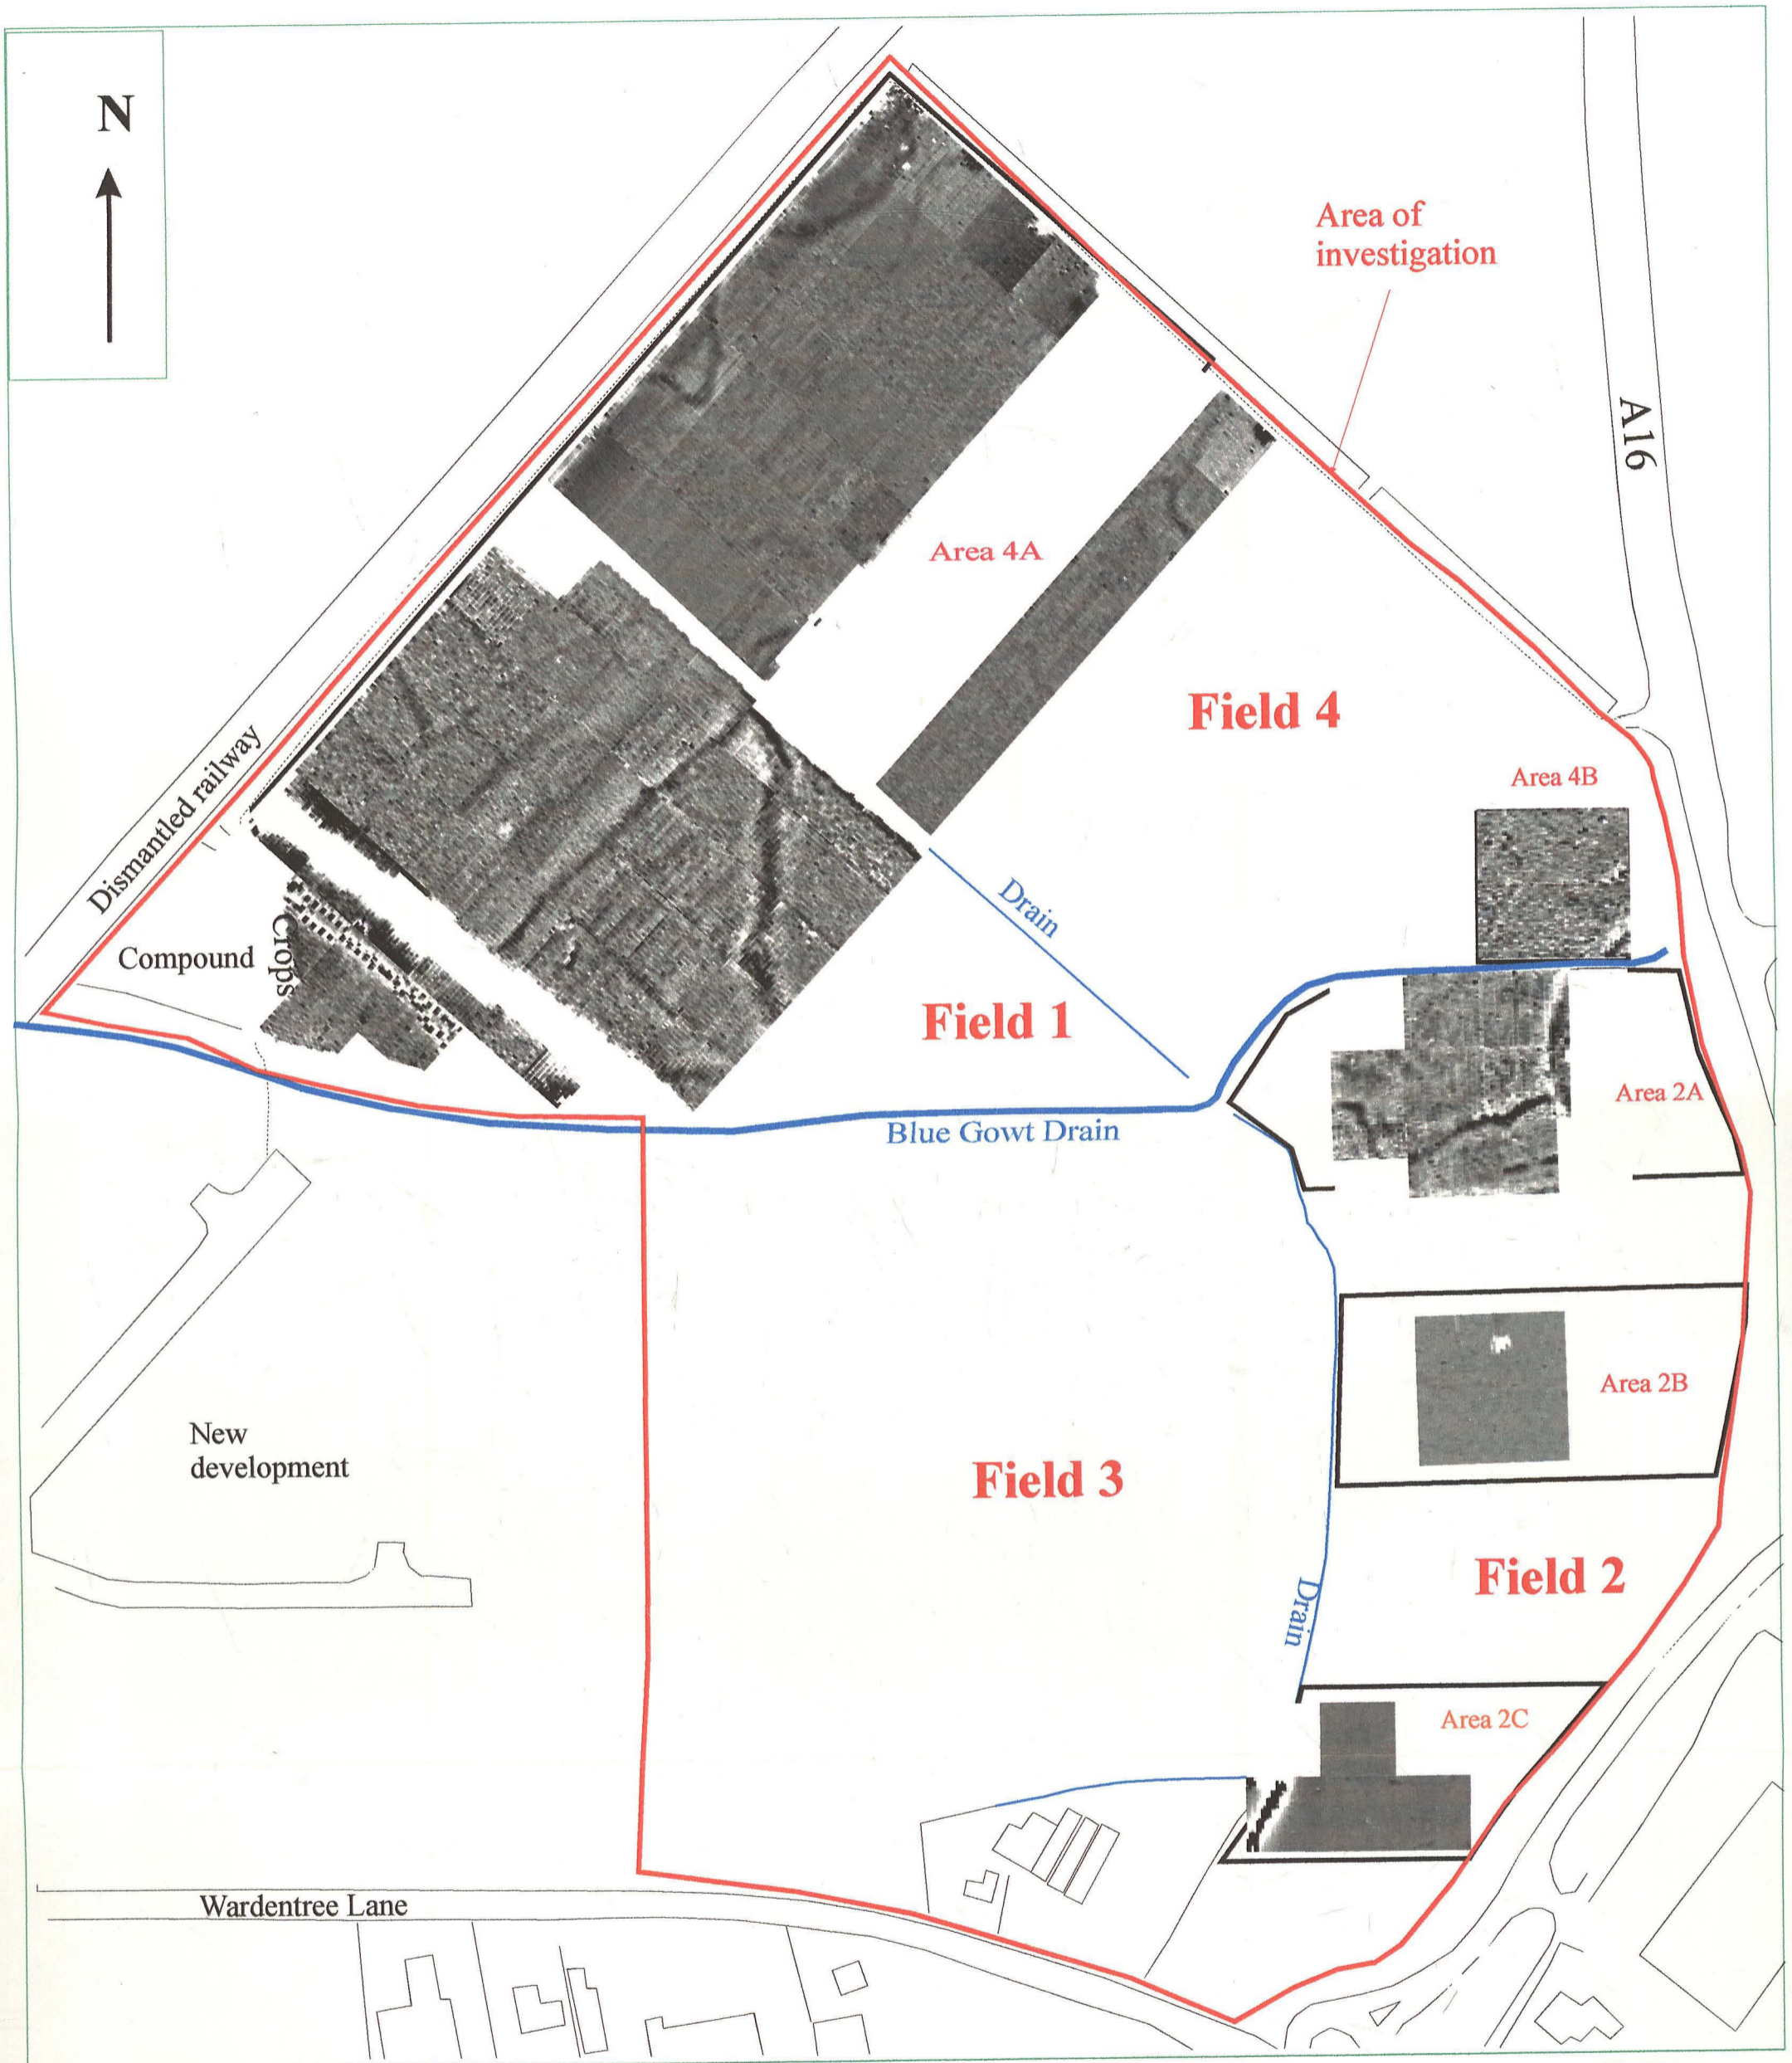 N
Area of
investigation
A16
Area 4A
Field 4
Area 4B
Dismantled railway
Drain
Crops
Compound
Field 1
Area 2A
Blue Gowt Drain
Area 2B
New
development
Field 3
Field 2
Drain
Area 2C
Wardentree Lane